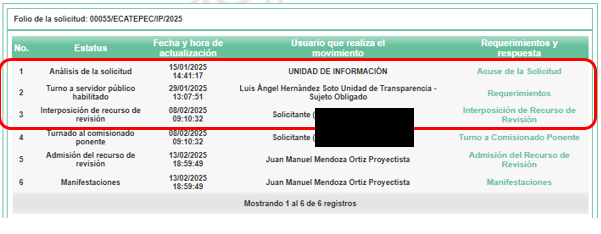 Folio de la solicitud: 00055/ECATEPEC/IP/2025
No. Estatus Fecha y hora de actualización Usuario que realiza el movimiento Requerimientos y respuesta
1 Análisis de la solicitud 15/01/2025 14:41:17 UNIDAD DE INFORMACIÓN Acuse de la Solicitud
2 Turno a servidor público habilitado 29/01/2025 13:07:51 Luis Ángel Hernández Soto Unidad de Transparencia - Sujeto Obligado Requerimientos
3 Interposición de recurso de revisión 08/02/2025 09:10:32 Solicitante ( Interposición de Recurso de Revisión
4 Turnado al comisionado ponente 08/02/2025 09:10:32 Solicitante ( Turno a Comisionado Ponente
5 Admisión del recurso de revisión 13/02/2025 18:59:49 Juan Manuel Mendoza Ortiz Proyectista Admisión del Recurso de Revisión
6 Manifestaciones 13/02/2025 18:59:49 Juan Manuel Mendoza Ortiz Proyectista Manifestaciones
Mostrando 1 al 6 de 6 registros